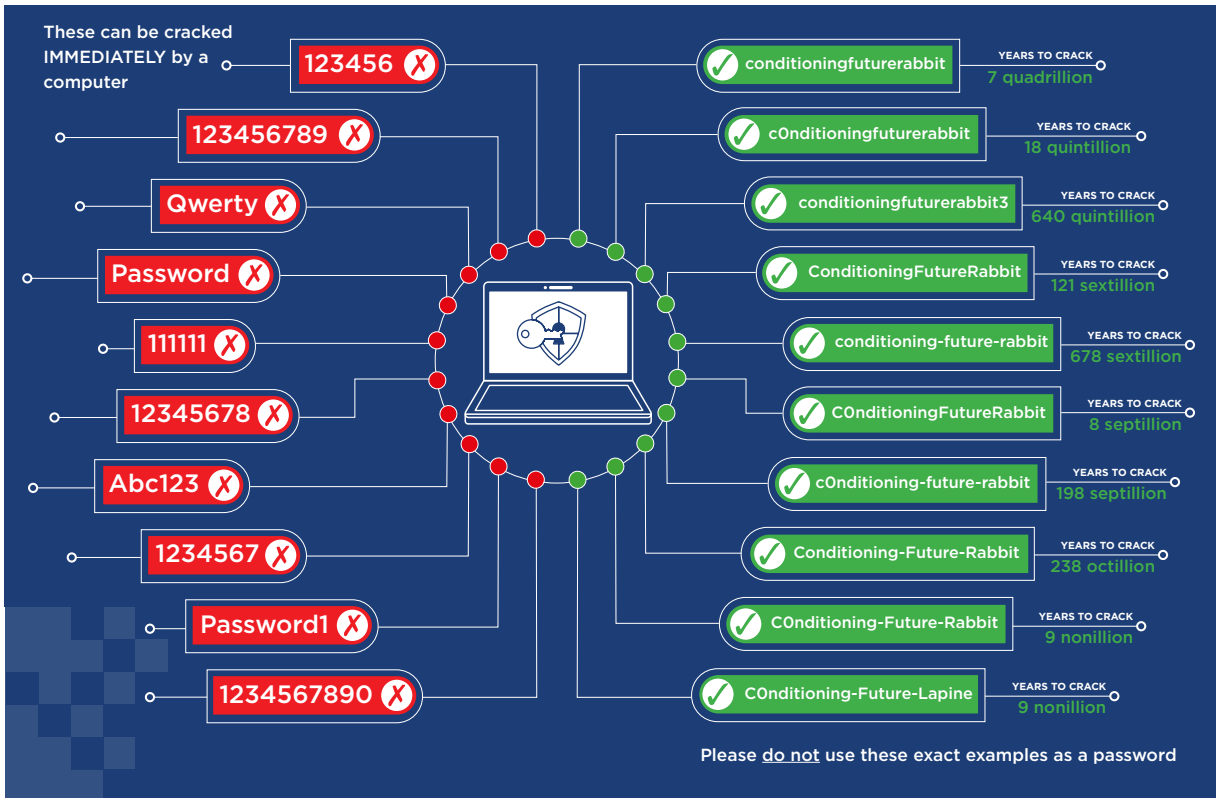 These can be cracked
IMMEDIATELY by a
computer
123456
123456789
Qwerty
Password
111111
12345678
Abc123
1234567
Password1
1234567890
conditioningfuturerabbit
YEARS TO CRACK
7 quadrillion
c0nditioningfuturerabbit
YEARS TO CRACK
18 quintillion
conditioningfuturerabbit3
YEARS TO CRACK
640 quintillion
ConditioningFutureRabbit
YEARS TO CRACK
121 sextillion
conditioning-future-rabbit
YEARS TO CRACK
678 sextillion
C0nditioningFutureRabbit
YEARS TO CRACK
8 septillion
c0nditioning-future-rabbit
YEARS TO CRACK
198 septillion
Conditioning-Future-Rabbit
YEARS TO CRACK
238 octillion
C0nditioning-Future-Rabbit
YEARS TO CRACK
9 nonillion
C0nditioning-Future-Lapine
YEARS TO CRACK
9 nonillion
Please do not use these exact examples as a password